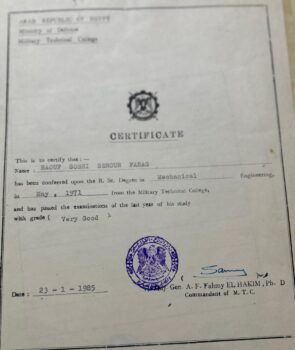 ARAB REPUBLIC OF EGYPT
Ministry of Defence
Military Technical College
CERTIFICATE
This is to certify that :—
Name : RAOUF SOBHI SEROUR FARAG
has been conferred upon the B. Sc. Degree in Mechanical Engineering,
in May , 1971 from the Military Technical College,
and has passed the examinations of the last year of his study
with grade ( Very Good )
Gen. A. F. Fahmy EL HAKIM, Ph. D
Date : 23 - 1 - 1985
Commandant of M. T. C.